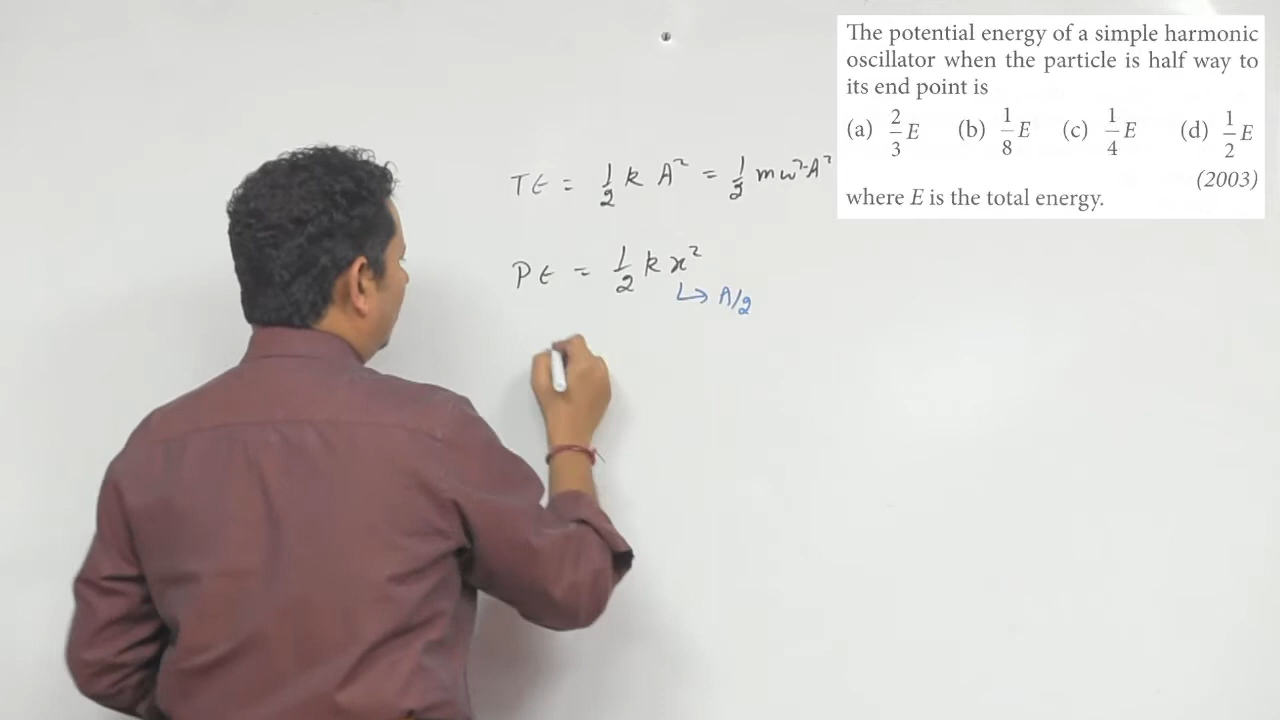 The potential energy of a simple harmonic
oscillator when the particle is half way to
its end point is
(a) 2/3 E (b) 1/8 E (c) 1/4 E (d) 1/2 E
(2003)
where E is the total energy.
TE = 1/2 k A² = 1/2 mω²A²
PE = 1/2 k x²
↳ A/2